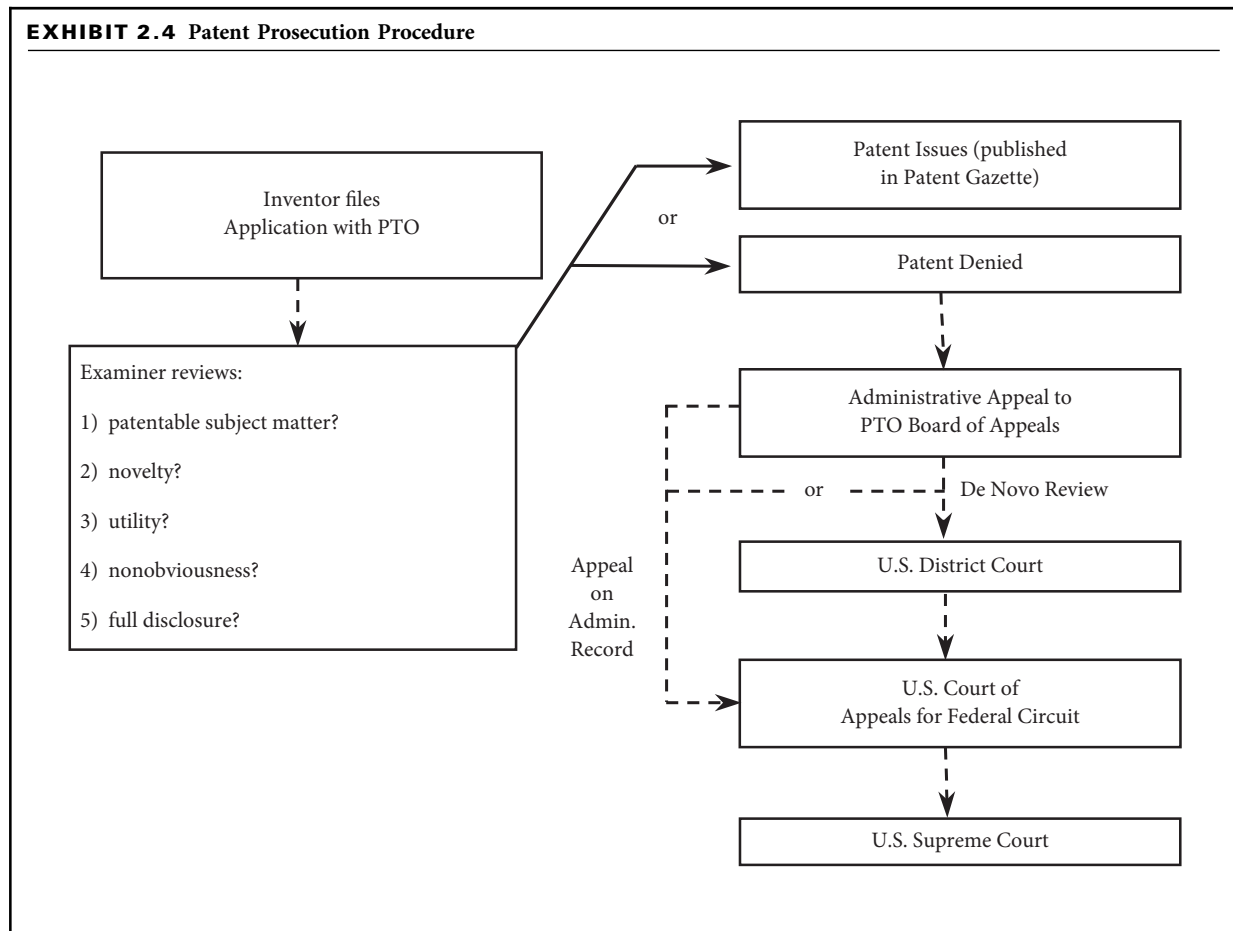 EXHIBIT 2.4 Patent Prosecution Procedure
Inventor files
Application with PTO
Examiner reviews:
1) patentable subject matter?
2) novelty?
3) utility?
4) nonobviousness?
5) full disclosure?
Patent Issues (published
in Patent Gazette)
or
Patent Denied
Administrative Appeal to
PTO Board of Appeals
or
De Novo Review
Appeal
on
Admin.
Record
U.S. District Court
U.S. Court of
Appeals for Federal Circuit
U.S. Supreme Court